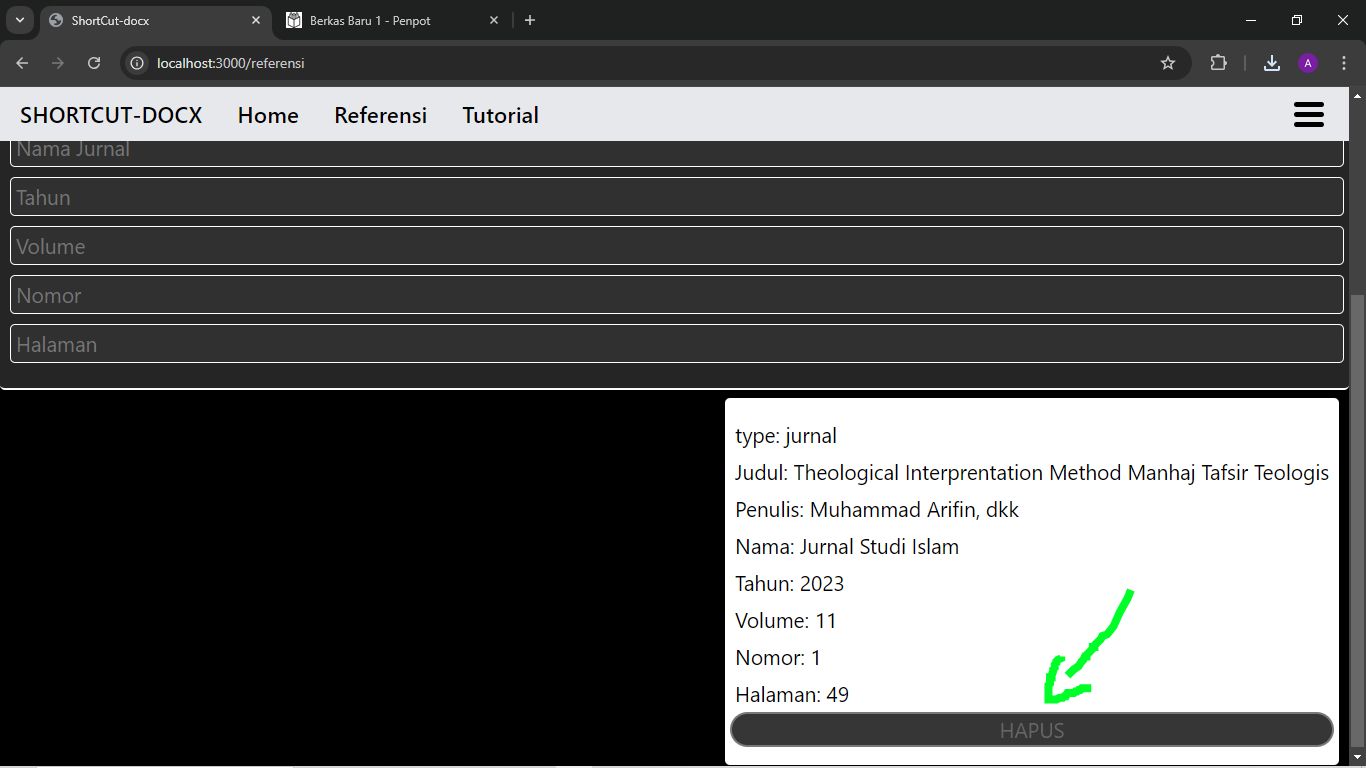 ShortCut-docx
Berkas Baru 1 - Penpot
localhost:3000/referensi
A
SHORTCUT-DOCX Home Referensi Tutorial
Nama Jurnal
Tahun
Volume
Nomor
Halaman
type: jurnal
Judul: Theological Interprentation Method Manhaj Tafsir Teologis
Penulis: Muhammad Arifin, dkk
Nama: Jurnal Studi Islam
Tahun: 2023
Volume: 11
Nomor: 1
Halaman: 49
HAPUS